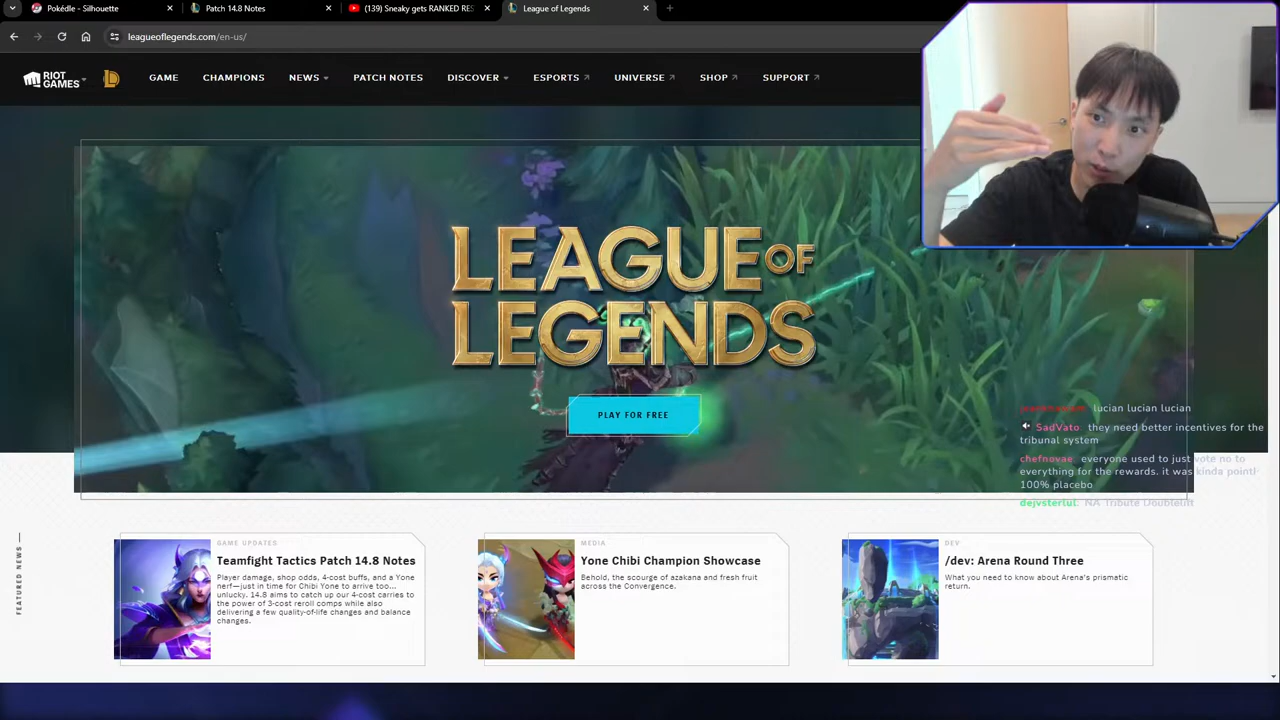 Pokédle - Silhouette
Patch 14.8 Notes
(139) Sneaky gets RANKED RES
League of Legends
leagueoflegends.com/en-us/
RIOT GAMES
GAME
CHAMPIONS
NEWS
PATCH NOTES
DISCOVER
ESPORTS
UNIVERSE
SHOP
SUPPORT
LEAGUE OF
LEGENDS
PLAY FOR FREE
lucian lucian lucian
SadVato they need better incentives for the
tribunal system
chefnovae: everyone used to just vote no to
everything for the rewards. it was kinda pointl
100% placebo
NA Tribute Doublelift
FEATURED NEWS
GAME UPDATES
Teamfight Tactics Patch 14.8 Notes
Player damage, shop odds, 4-cost buffs, and a Yone
nerf—just in time for Chibi Yone to arrive too...
unlucky. 14.8 aims to catch up our 4-cost carries to
the power of 3-cost reroll comps while also
delivering a few quality-of-life changes and balance
changes.
MEDIA
Yone Chibi Champion Showcase
Behold, the scourge of azakana and fresh fruit
across the Convergence.
DEV
/dev: Arena Round Three
What you need to know about Arena's prismatic
return.